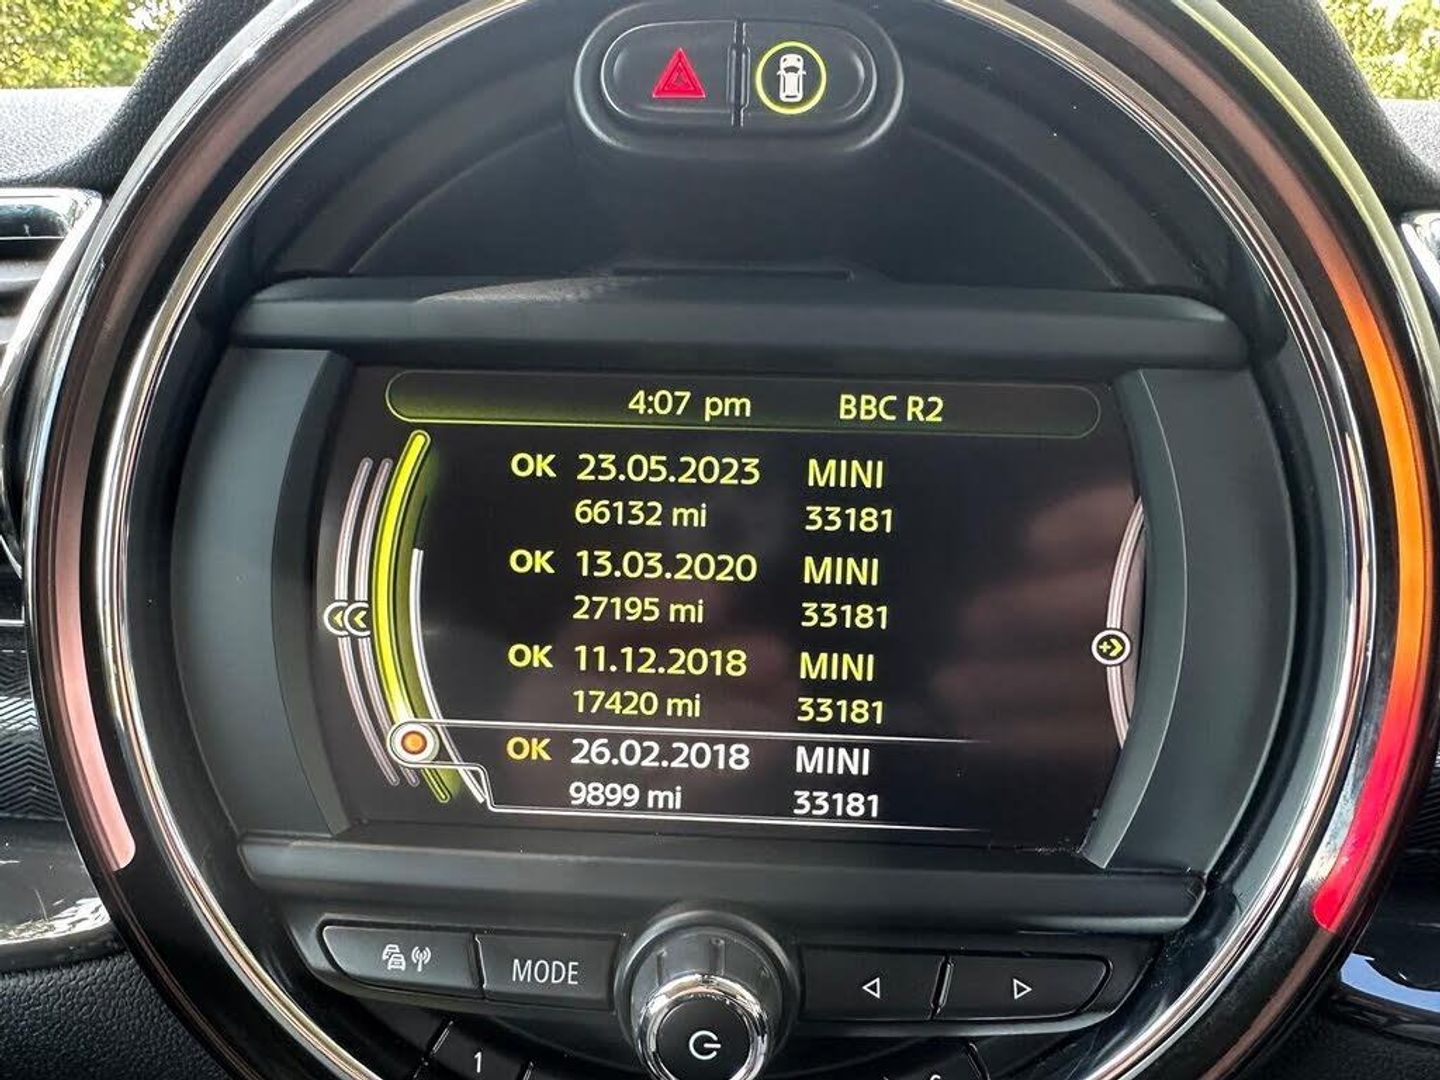 4:07 pm BBC R2
OK 23.05.2023 MINI
66132 mi 33181
OK 13.03.2020 MINI
27195 mi 33181
OK 11.12.2018 MINI
17420 mi 33181
OK 26.02.2018 MINI
9899 mi 33181
MODE
1